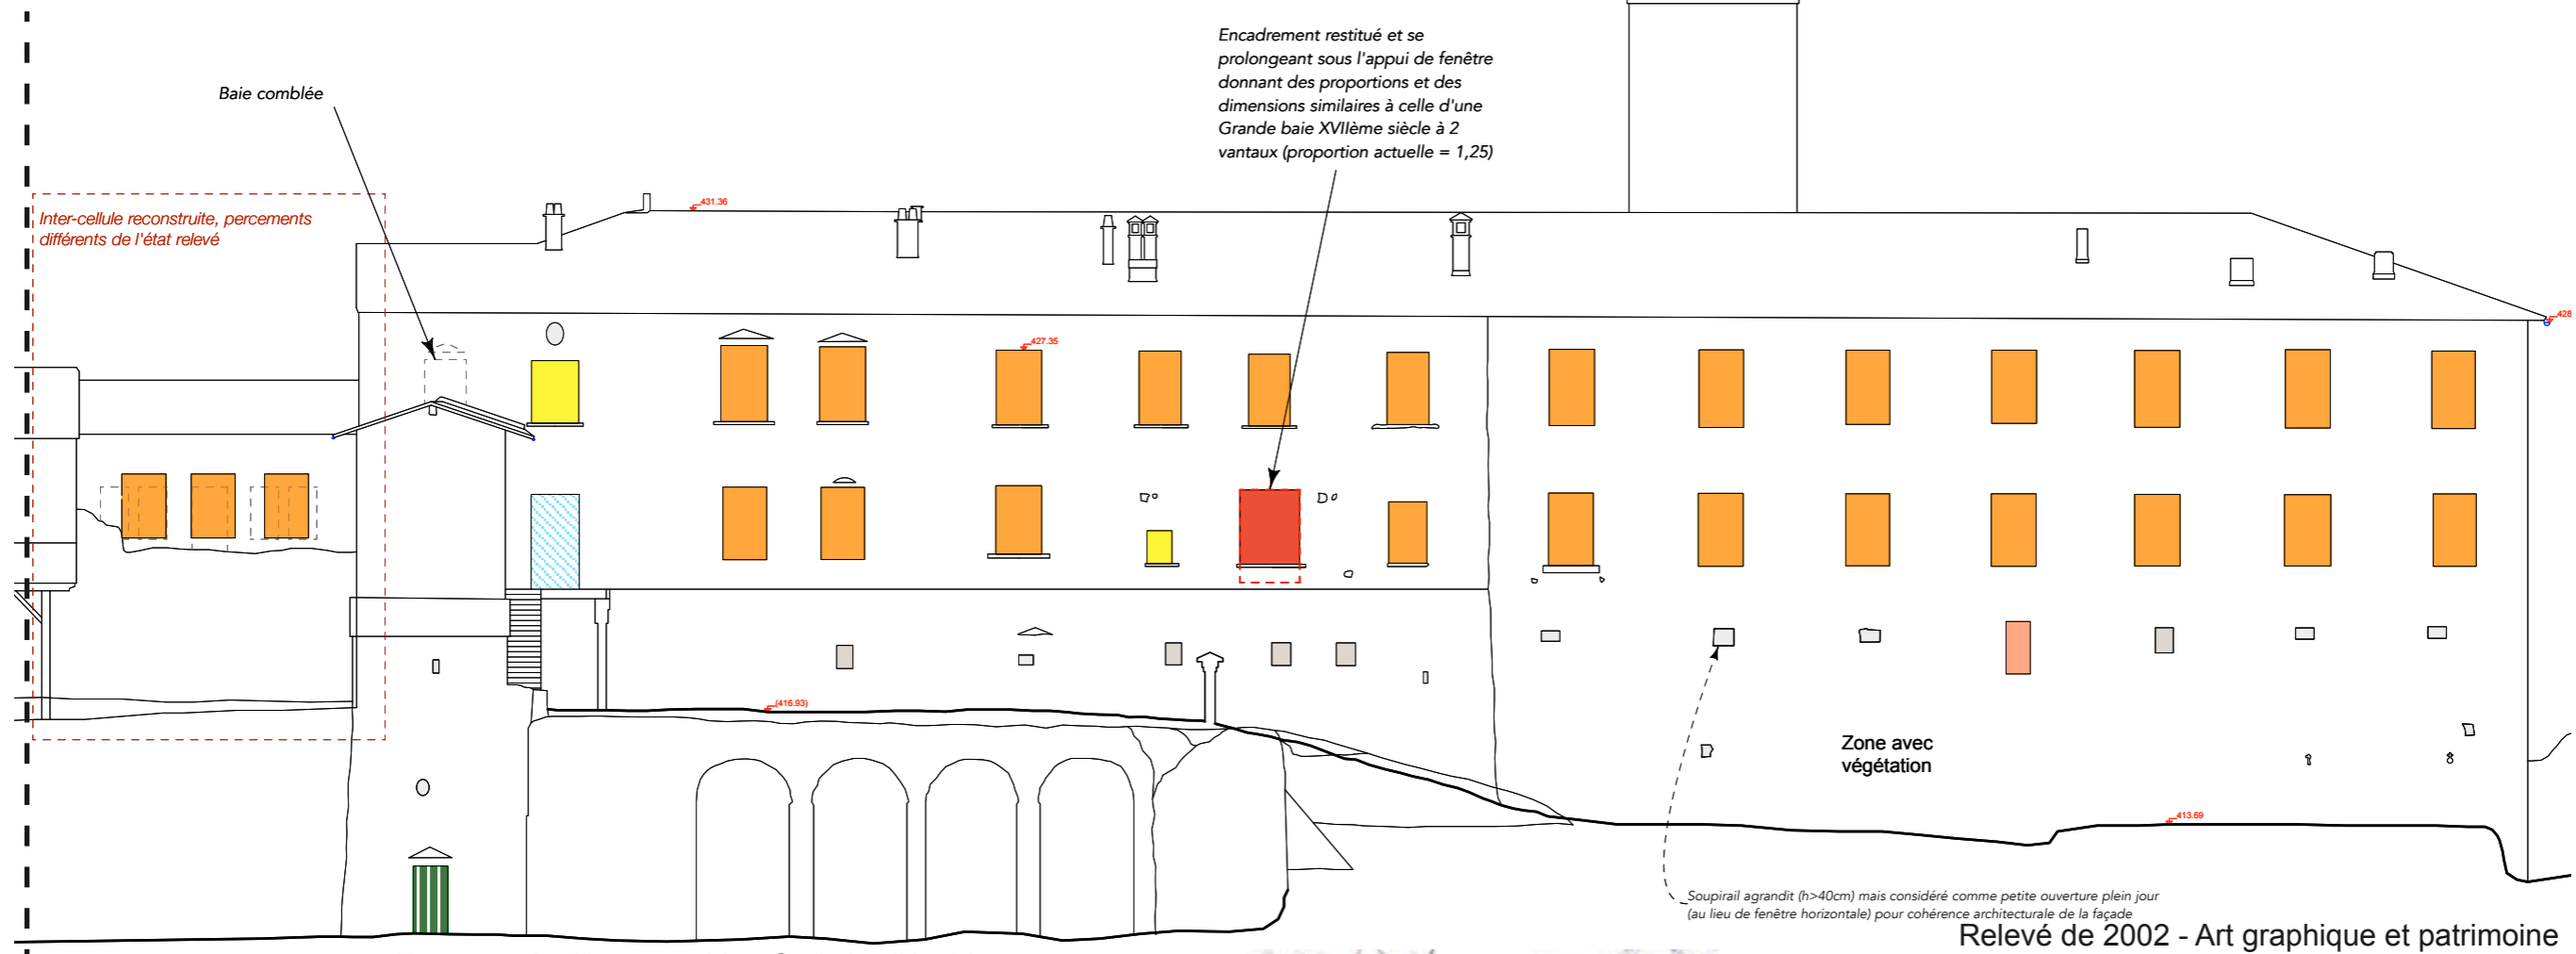 Encadrement restitué et se
prolongeant sous l'appui de fenêtre
donnant des proportions et des
dimensions similaires à celle d'une
Grande baie XVIIème siècle à 2
vantaux (proportion actuelle = 1,25)
Baie comblée
Inter-cellule reconstruite, percements
différents de l'état relevé
431.36
428
427.35
(416.93)
Zone avec
végétation
413.69
Soupirail agrandit (h>40cm) mais considéré comme petite ouverture plein jour
(au lieu de fenêtre horizontale) pour cohérence architecturale de la façade
Relevé de 2002 - Art graphique et patrimoine